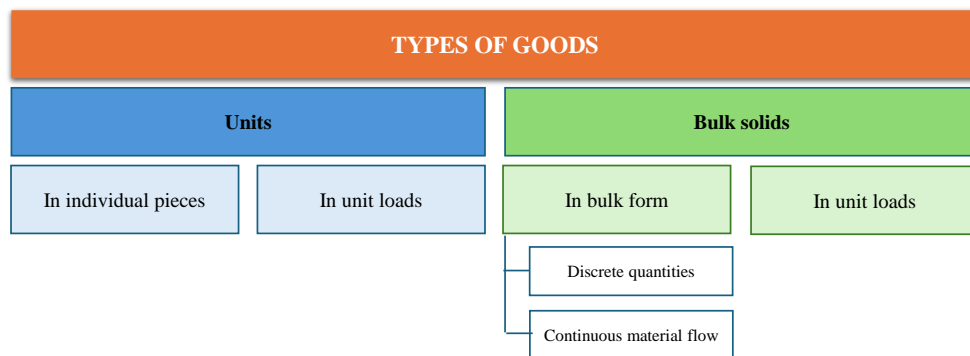 TYPES OF GOODS
Units
Bulk solids
In individual pieces
In unit loads
In bulk form
In unit loads
Discrete quantities
Continuous material flow